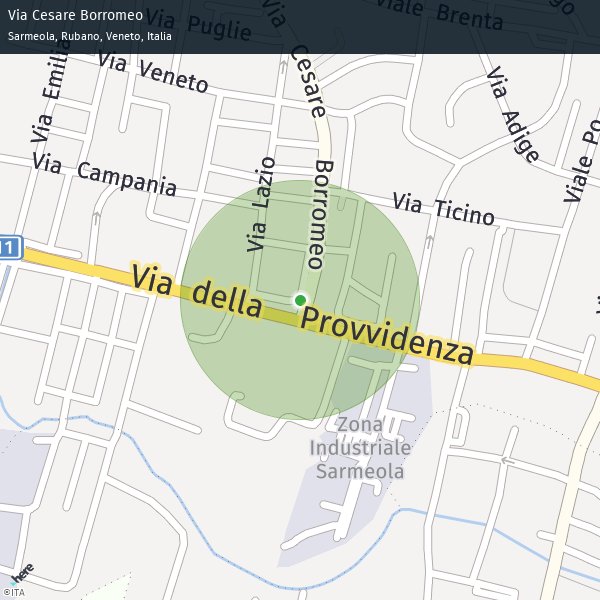 Via Cesare Borromeo
Sarmeola, Rubano, Veneto, Italia
Via Puglie
Viale Brenta
Via Emilia
Via Veneto
Via Cesare
Borromeo
Via Adige
Viale Po
Via Campania
Via Lazio
Via Ticino
11
Via della Provvidenza
Zona
Industriale
Sarmeola
here
©ITA